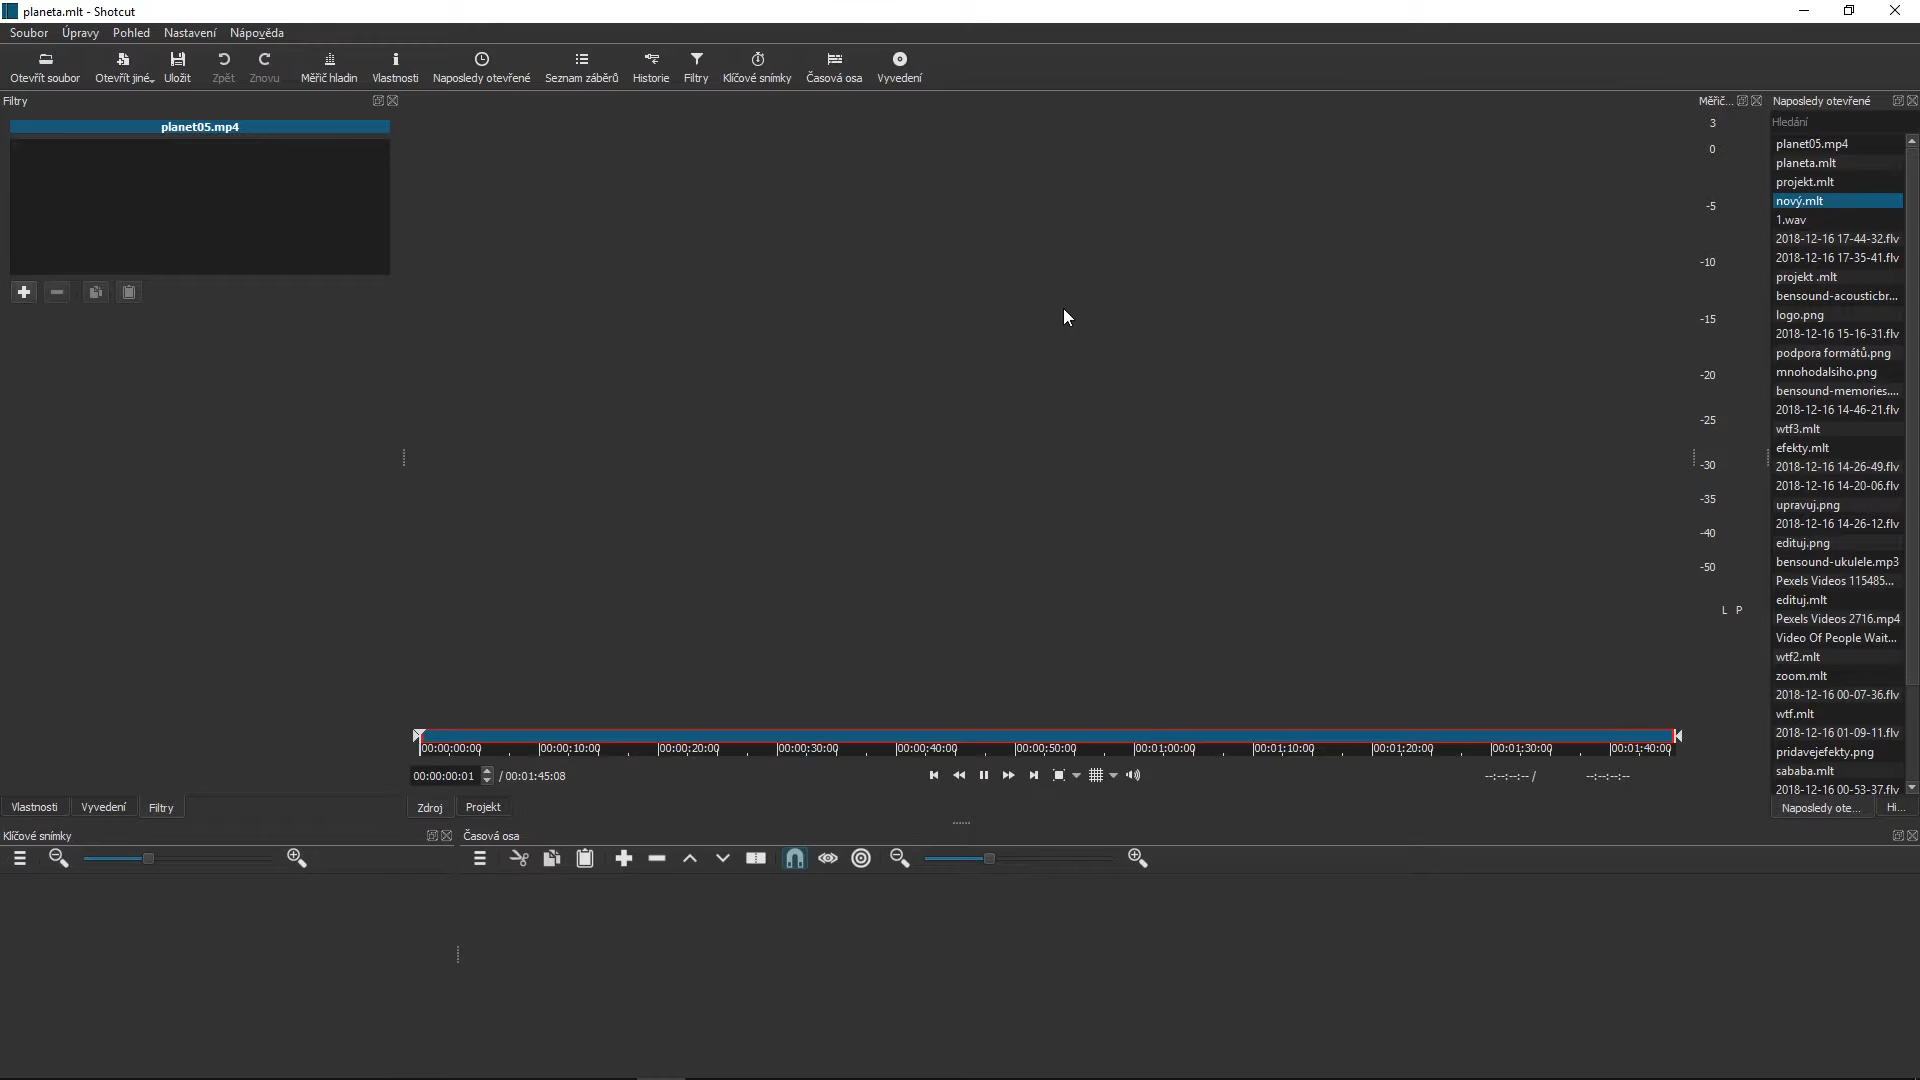 planeta.mlt - Shotcut
Soubor Úpravy Pohled Nastavení Nápověda
Otevřít soubor Otevřít jiné Uložit Zpět Znovu Měřič hladin Vlastnosti Naposledy otevřené Seznam záběrů Historie Filtry Klíčové snímky Časová osa Vyvedení
Filtry
planet05.mp4
Měřič...
3
0
-5
-10
-15
-20
-25
-30
-35
-40
-50
L P
Naposledy otevřené
Hledání
planet05.mp4
planeta.mlt
projekt.mlt
nový.mlt
1.wav
2018-12-16 17-44-32.flv
2018-12-16 17-35-41.flv
projekt .mlt
bensound-acousticbr...
logo.png
2018-12-16 15-16-31.flv
podpora formátů.png
mnohodalsiho.png
bensound-memories....
2018-12-16 14-46-21.flv
wtf3.mlt
efekty.mlt
2018-12-16 14-26-49.flv
2018-12-16 14-20-06.flv
upravuj.png
2018-12-16 14-26-12.flv
edituj.png
bensound-ukulele.mp3
Pexels Videos 115485...
edituj.mlt
Pexels Videos 2716.mp4
Video Of People Wait...
wtf2.mlt
zoom.mlt
2018-12-16 00-07-36.flv
wtf.mlt
2018-12-16 01-09-11.flv
pridavejefekty.png
sababa.mlt
2018-12-16 00-53-37.flv
Naposledy ote... Hi...
00:00:00:00 00:00:10:00 00:00:20:00 00:00:30:00 00:00:40:00 00:00:50:00 00:01:00:00 00:01:10:00 00:01:20:00 00:01:30:00 00:01:40:00
00:00:00:01 / 00:01:45:08 --:--:--:-- / --:--:--:--
Vlastnosti Vyvedení Filtry
Zdroj Projekt
Klíčové snímky
Časová osa